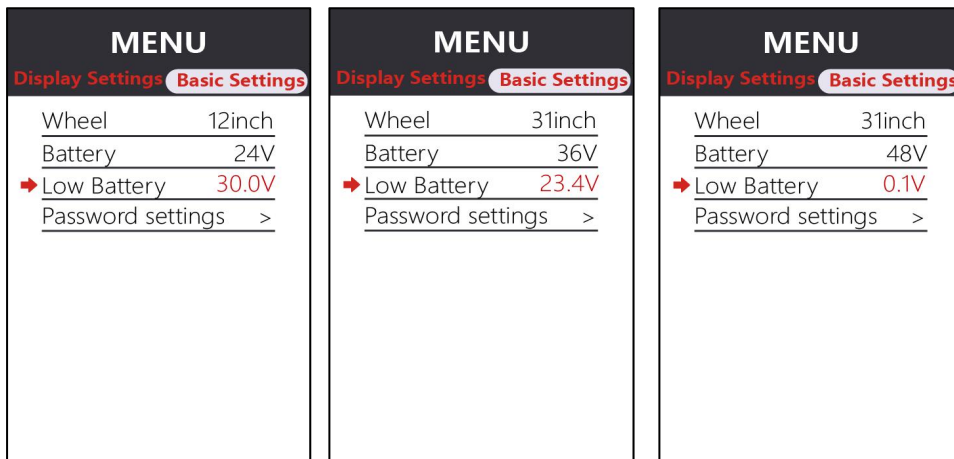 MENU
Display Settings Basic Settings
Wheel 12inch
Battery 24V
Low Battery 30.0V
Password settings >
MENU
Display Settings Basic Settings
Wheel 31inch
Battery 36V
Low Battery 23.4V
Password settings >
MENU
Display Settings Basic Settings
Wheel 31inch
Battery 48V
Low Battery 0.1V
Password settings >